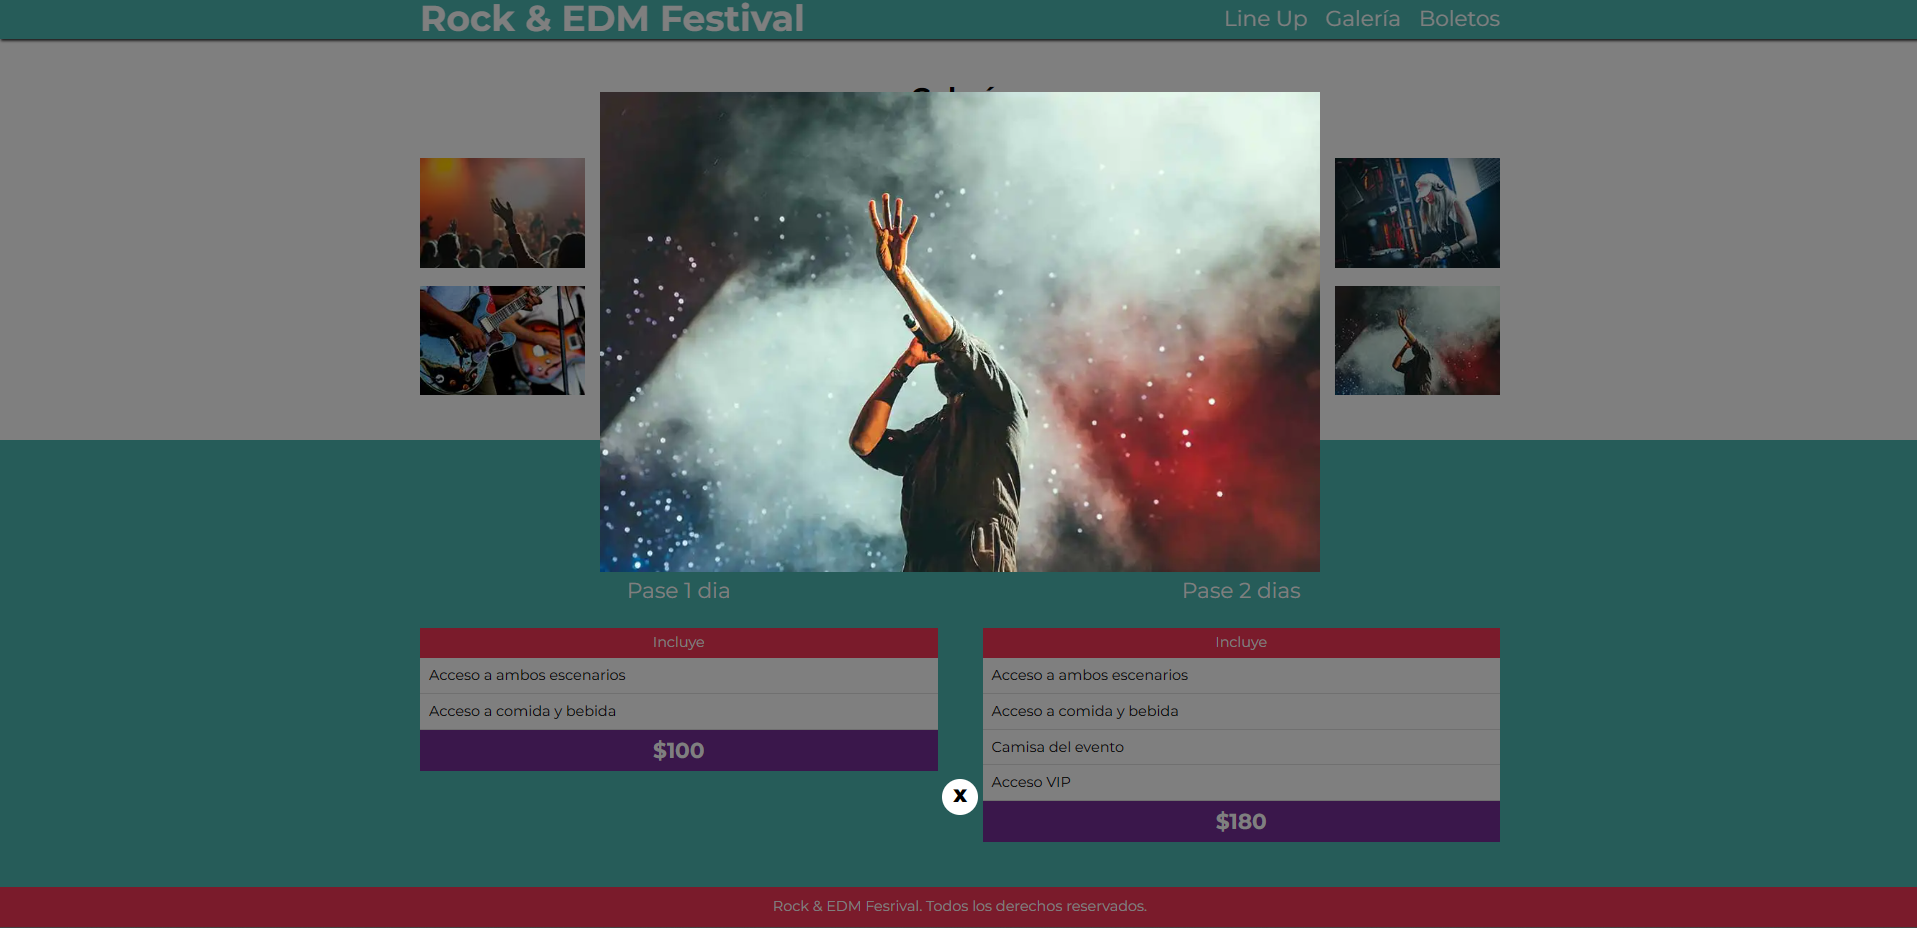 Rock & EDM Festival
Line Up Galería Boletos
Pase 1 dia
Incluye
Acceso a ambos escenarios
Acceso a comida y bebida
$100
Pase 2 dias
Incluye
Acceso a ambos escenarios
Acceso a comida y bebida
Camisa del evento
Acceso VIP
$180
X
Rock & EDM Fesrival. Todos los derechos reservados.